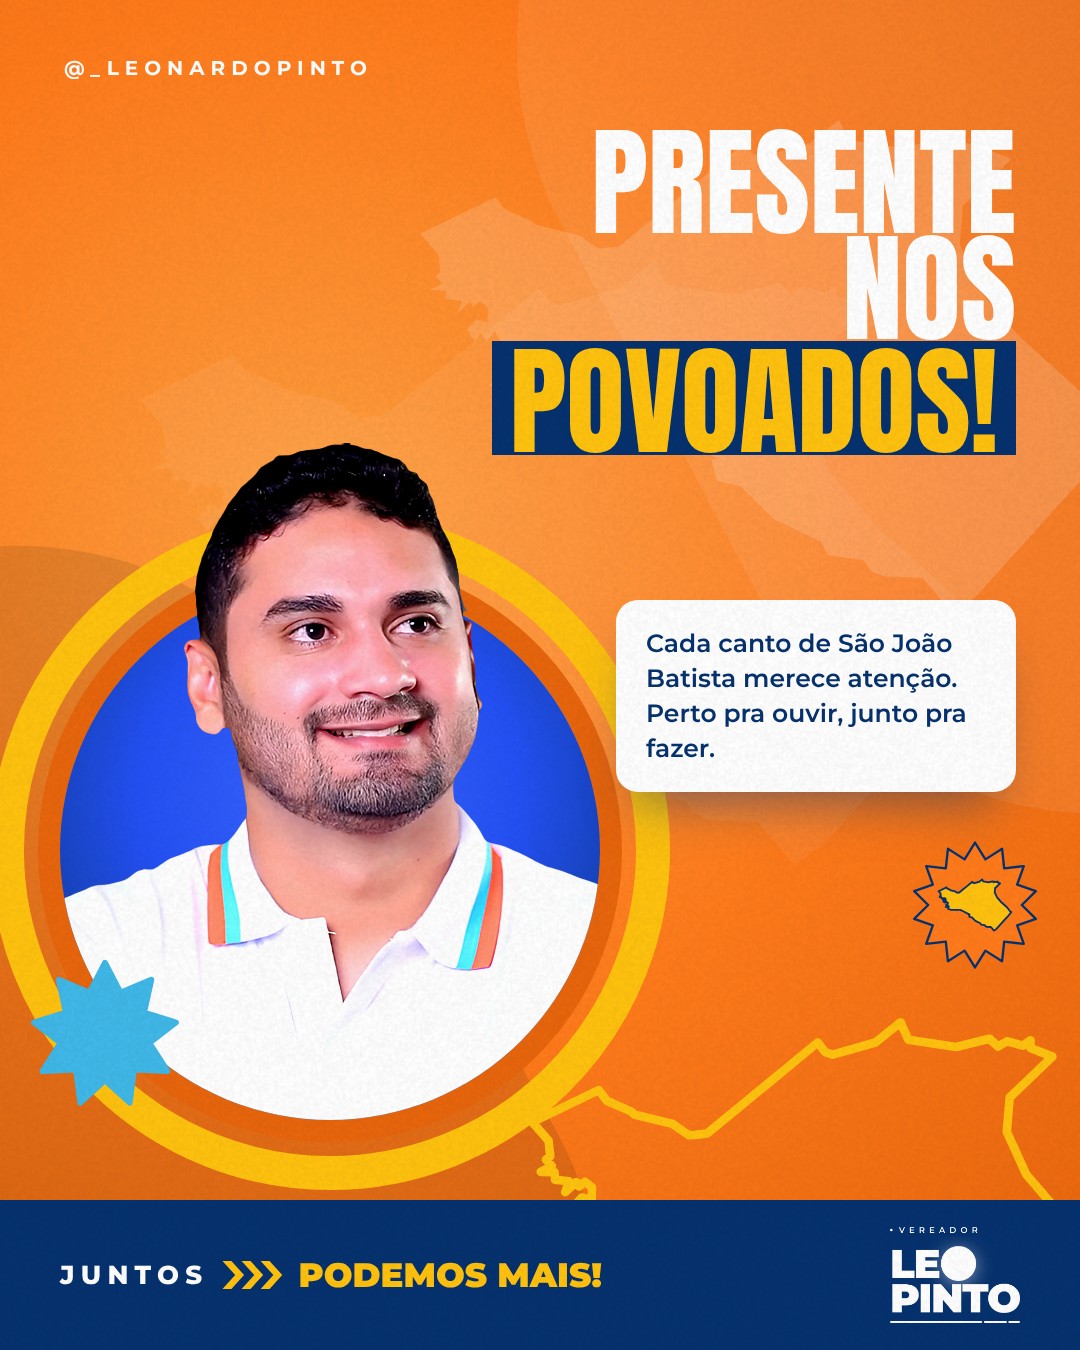 @_LEONARDOPINTO
PRESENTE
NOS
POVOADOS!
Cada canto de São João
Batista merece atenção.
Perto pra ouvir, junto pra
fazer.
JUNTOS
PODEMOS MAIS!
VEREADOR
LEO
PINTO